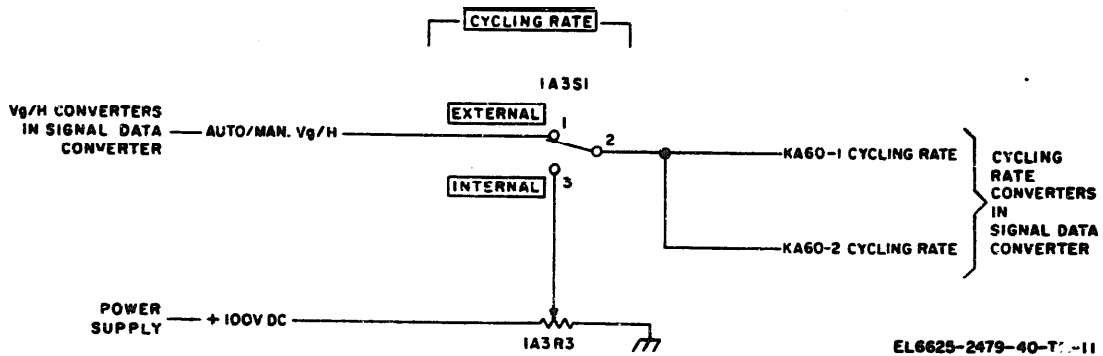 CYCLING RATE
1A3S1
EXTERNAL
1
2
3
INTERNAL
Vg/H CONVERTERS
IN SIGNAL DATA
CONVERTER
AUTO/MAN. Vg/H
KA60-1 CYCLING RATE
KA60-2 CYCLING RATE
CYCLING
RATE
CONVERTERS
IN
SIGNAL DATA
CONVERTER
POWER
SUPPLY
+100V DC
1A3R3